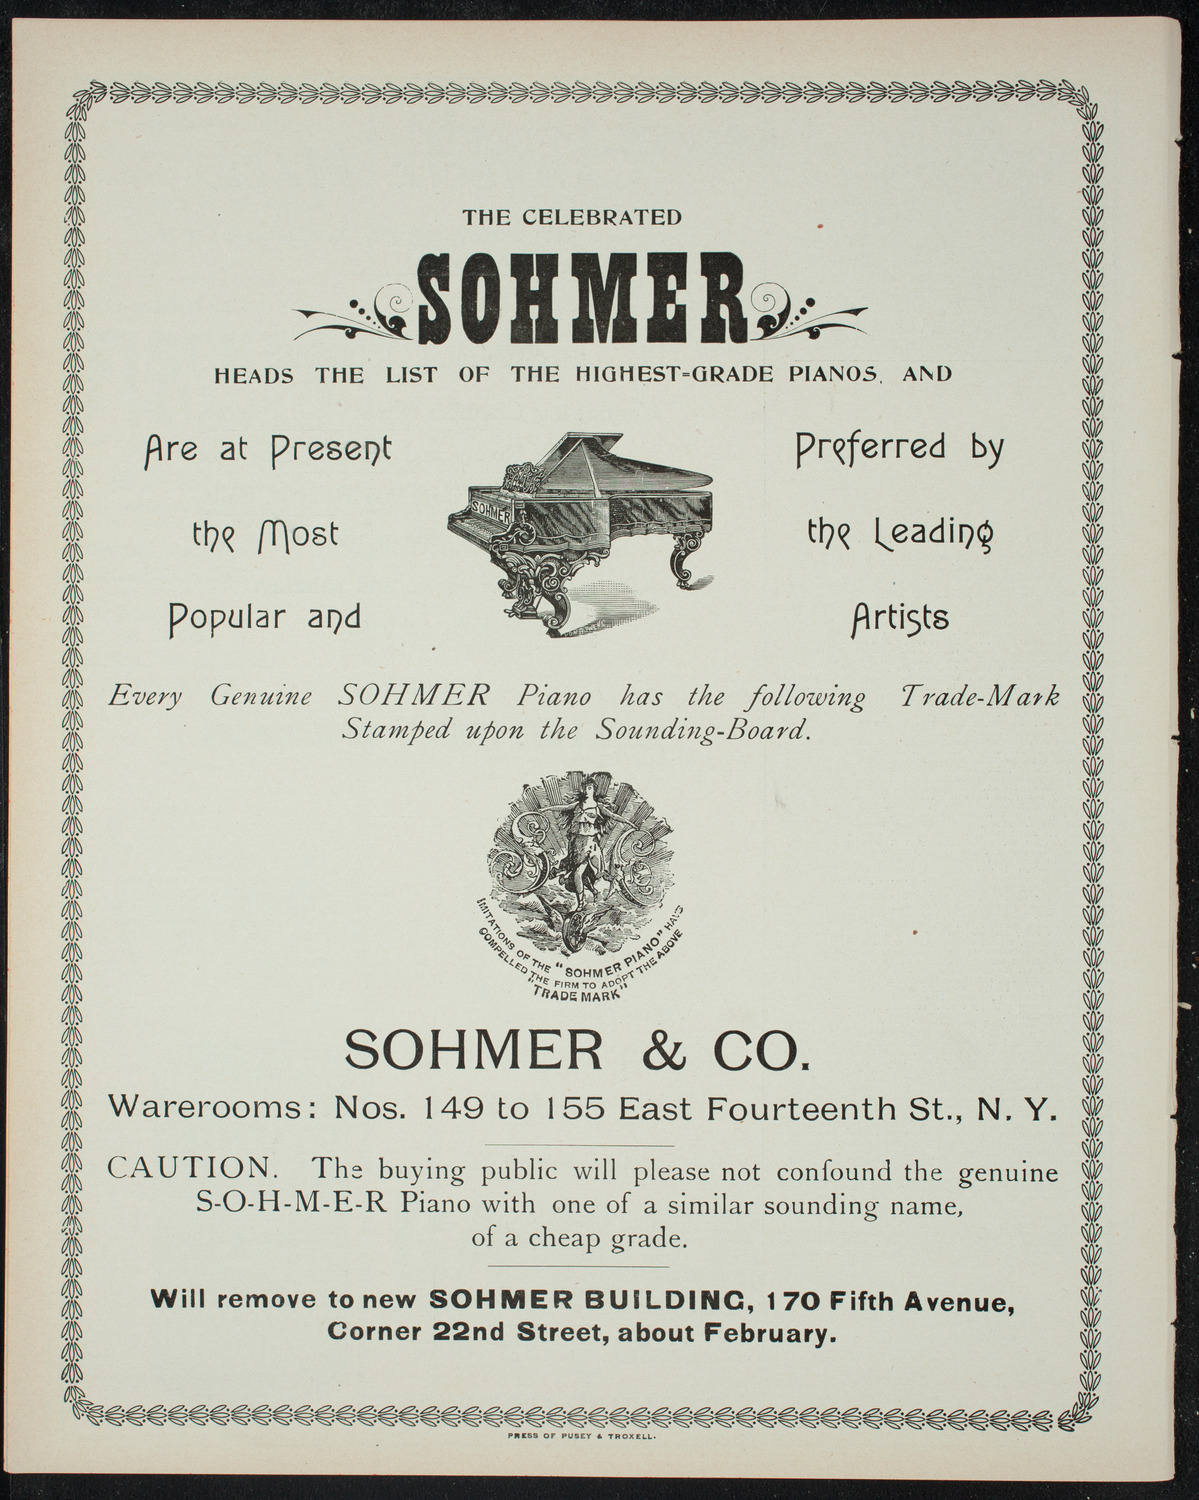 THE CELEBRATED
SOHMER
HEADS THE LIST OF THE HIGHEST=GRADE PIANOS, AND
Are at Present
the Most
Popular and
SOHMER
Preferred by
the Leading
Artists
Every Genuine SOHMER Piano has the following Trade-Mark
Stamped upon the Sounding-Board.
IMITATIONS OF THE "SOHMER PIANO" HAVE
COMPELLED THE FIRM TO ADOPT THE ABOVE
"TRADE MARK"
SOHMER & CO.
Warerooms: Nos. 149 to 155 East Fourteenth St., N. Y.
CAUTION. The buying public will please not confound the genuine
S-O-H-M-E-R Piano with one of a similar sounding name,
of a cheap grade.
Will remove to new SOHMER BUILDING, 170 Fifth Avenue,
Corner 22nd Street, about February.
PRESS OF PUSEY & TROXELL.